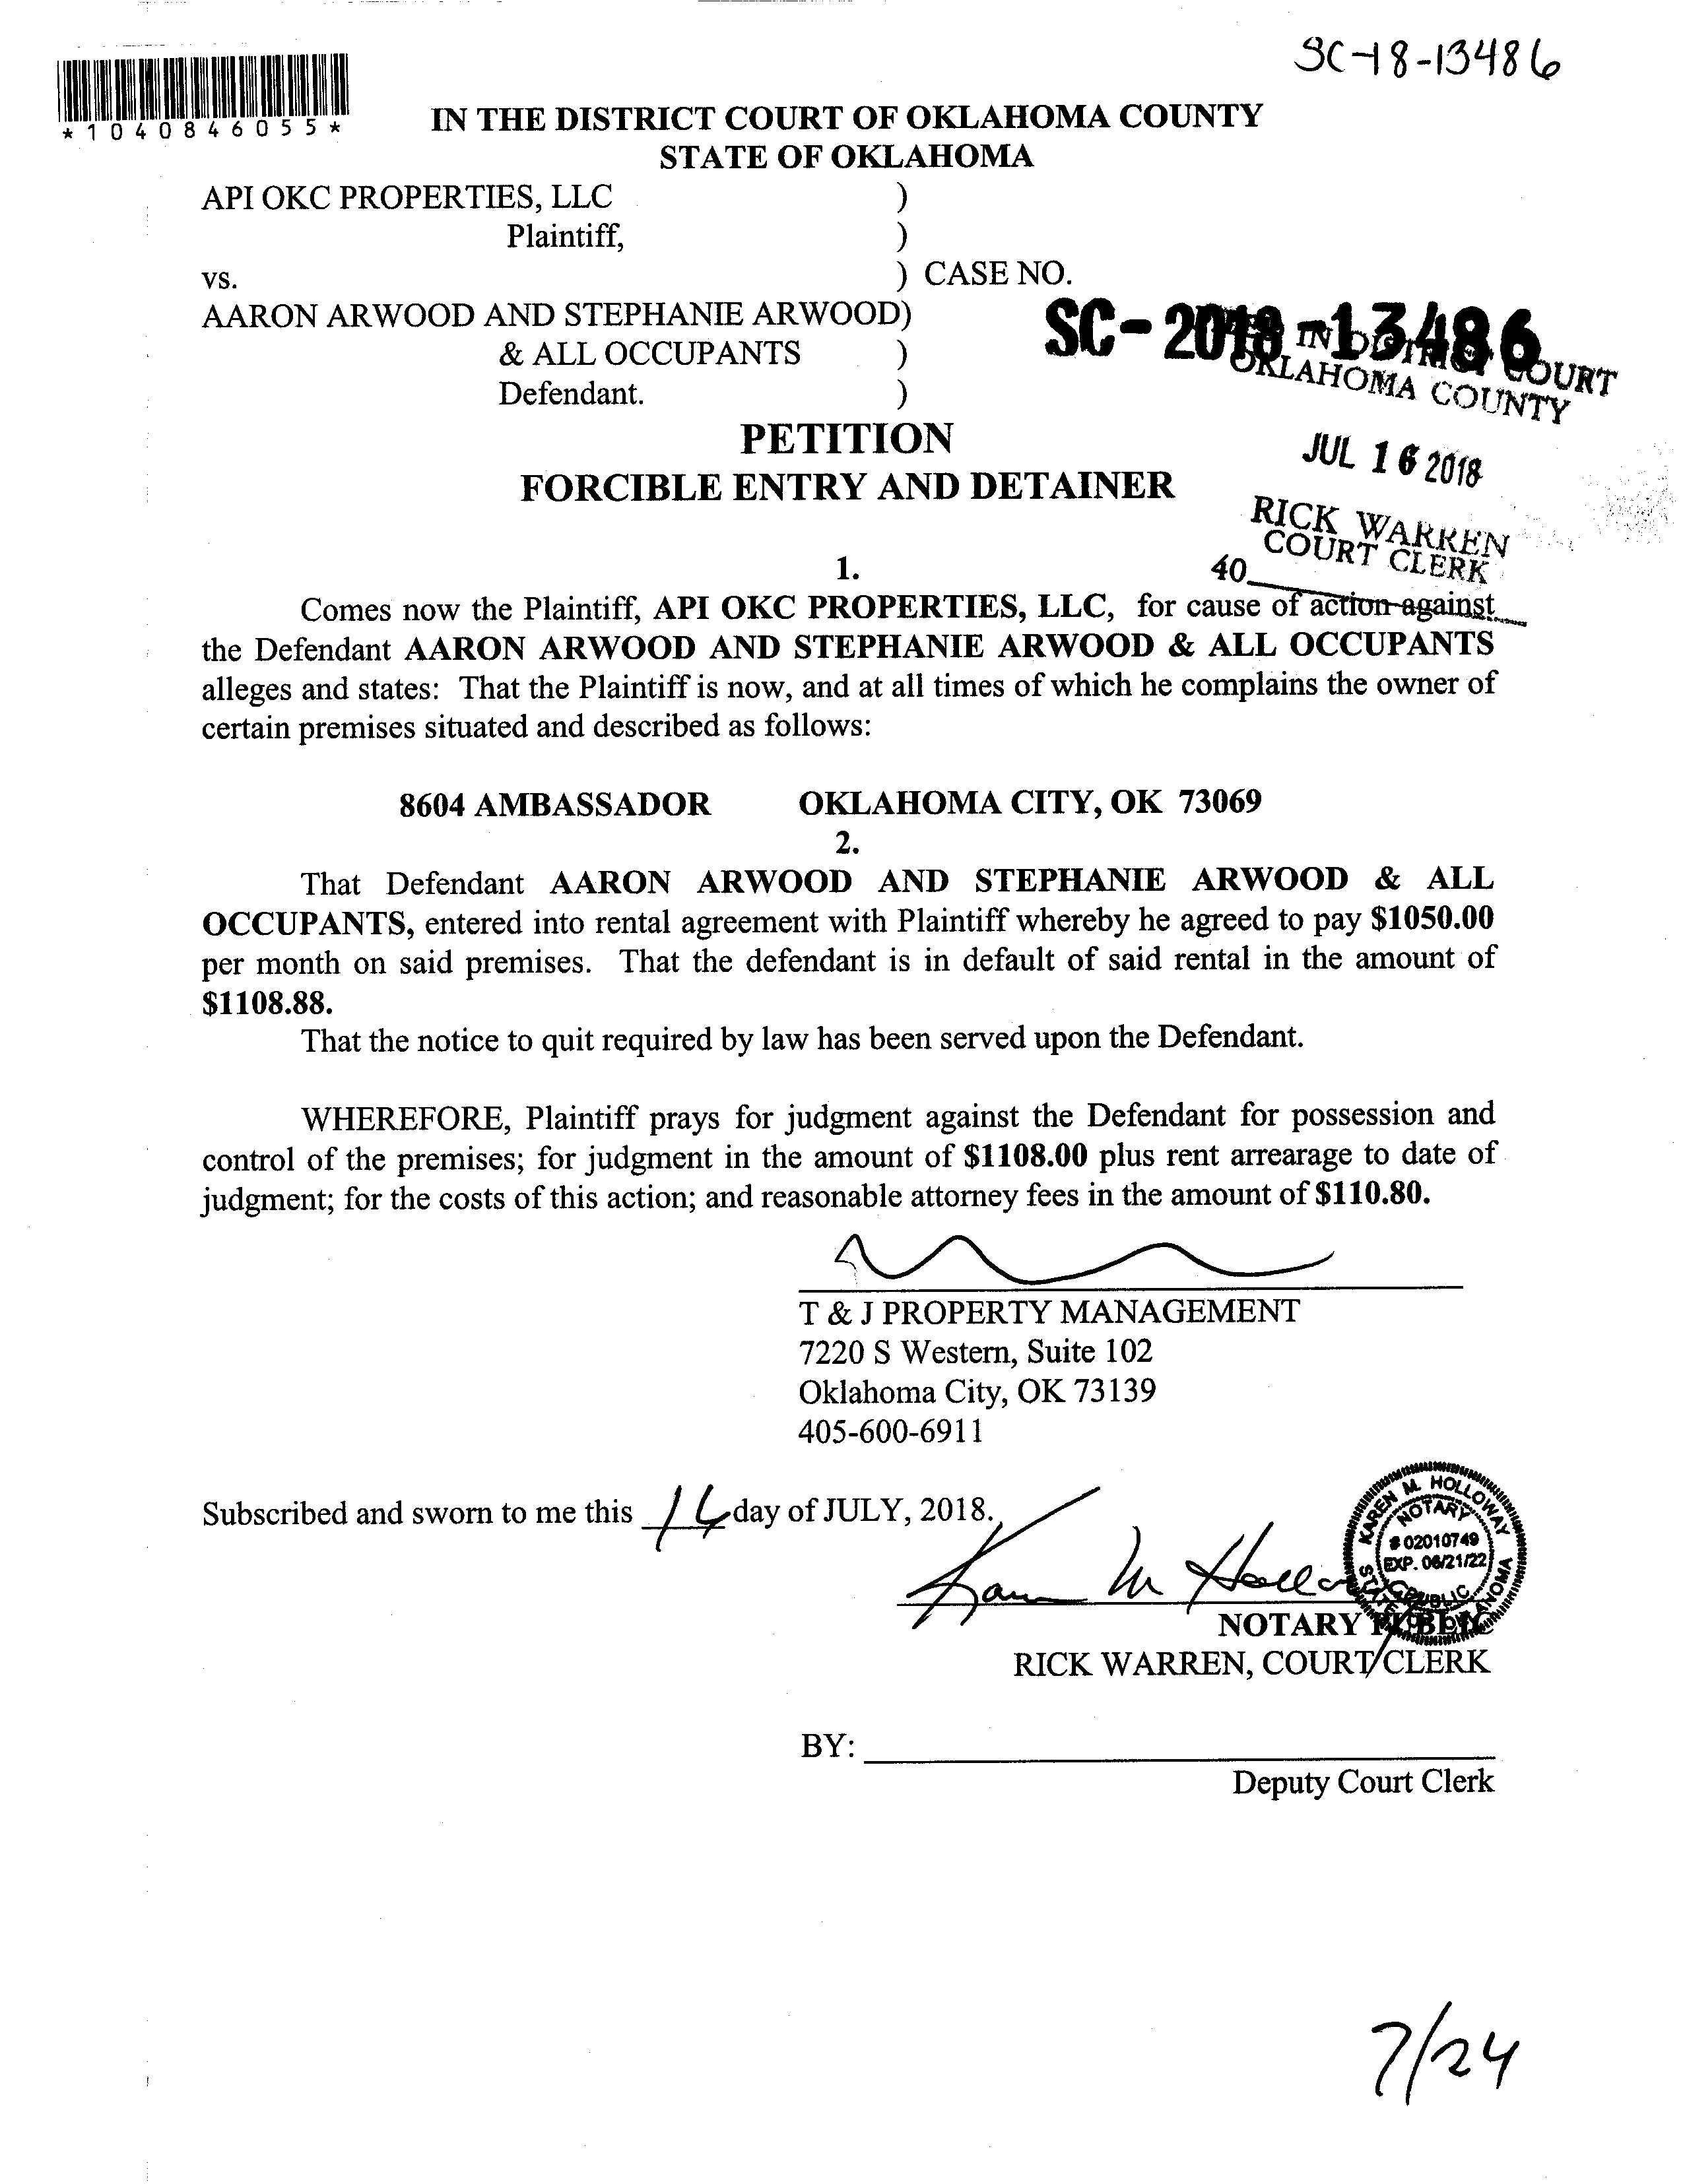 SC-18-13486
*1040846055*
IN THE DISTRICT COURT OF OKLAHOMA COUNTY
STATE OF OKLAHOMA
API OKC PROPERTIES, LLC )
Plaintiff, )
vs. ) CASE NO.
AARON ARWOOD AND STEPHANIE ARWOOD)
& ALL OCCUPANTS )
Defendant. )
SC-2018-13486
IN DISTRICT COURT
OKLAHOMA COUNTY
JUL 16 2018
RICK WARREN
COURT CLERK
40
PETITION
FORCIBLE ENTRY AND DETAINER
1.
Comes now the Plaintiff, API OKC PROPERTIES, LLC, for cause of action against
the Defendant AARON ARWOOD AND STEPHANIE ARWOOD & ALL OCCUPANTS
alleges and states: That the Plaintiff is now, and at all times of which he complains the owner of
certain premises situated and described as follows:
8604 AMBASSADOR OKLAHOMA CITY, OK 73069
2.
That Defendant AARON ARWOOD AND STEPHANIE ARWOOD & ALL
OCCUPANTS, entered into rental agreement with Plaintiff whereby he agreed to pay $1050.00
per month on said premises. That the defendant is in default of said rental in the amount of
$1108.88.
That the notice to quit required by law has been served upon the Defendant.
WHEREFORE, Plaintiff prays for judgment against the Defendant for possession and
control of the premises; for judgment in the amount of $1108.00 plus rent arrearage to date of
judgment; for the costs of this action; and reasonable attorney fees in the amount of $110.80.
T & J PROPERTY MANAGEMENT
7220 S Western, Suite 102
Oklahoma City, OK 73139
405-600-6911
Subscribed and sworn to me this day of JULY, 2018.
KAREN M. HOLLOWAY
NOTARY
# 02010749
EXP. 06/21/22
PUBLIC
STATE OF OKLAHOMA
NOTARY PUBLIC
RICK WARREN, COURT CLERK
BY:
Deputy Court Clerk
7/24